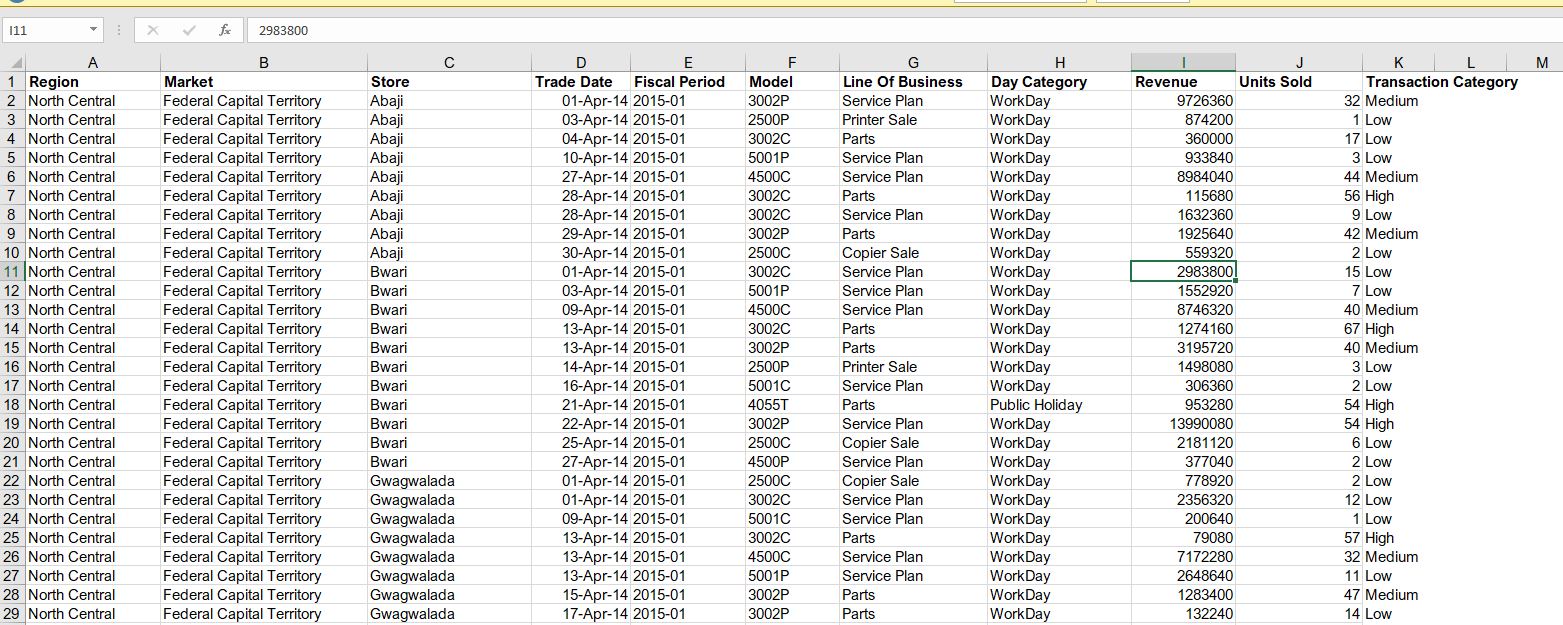 I11 fx 2983800
A B C D E F G H I J K L M
1 Region Market Store Trade Date Fiscal Period Model Line Of Business Day Category Revenue Units Sold Transaction Category
2 North Central Federal Capital Territory Abaji 01-Apr-14 2015-01 3002P Service Plan WorkDay 9726360 32 Medium
3 North Central Federal Capital Territory Abaji 03-Apr-14 2015-01 2500P Printer Sale WorkDay 874200 1 Low
4 North Central Federal Capital Territory Abaji 04-Apr-14 2015-01 3002C Parts WorkDay 360000 17 Low
5 North Central Federal Capital Territory Abaji 10-Apr-14 2015-01 5001P Service Plan WorkDay 933840 3 Low
6 North Central Federal Capital Territory Abaji 27-Apr-14 2015-01 4500C Service Plan WorkDay 8984040 44 Medium
7 North Central Federal Capital Territory Abaji 28-Apr-14 2015-01 3002C Parts WorkDay 115680 56 High
8 North Central Federal Capital Territory Abaji 28-Apr-14 2015-01 3002C Service Plan WorkDay 1632360 9 Low
9 North Central Federal Capital Territory Abaji 29-Apr-14 2015-01 3002P Parts WorkDay 1925640 42 Medium
10 North Central Federal Capital Territory Abaji 30-Apr-14 2015-01 2500C Copier Sale WorkDay 559320 2 Low
11 North Central Federal Capital Territory Bwari 01-Apr-14 2015-01 3002C Service Plan WorkDay 2983800 15 Low
12 North Central Federal Capital Territory Bwari 03-Apr-14 2015-01 5001P Service Plan WorkDay 1552920 7 Low
13 North Central Federal Capital Territory Bwari 09-Apr-14 2015-01 4500C Service Plan WorkDay 8746320 40 Medium
14 North Central Federal Capital Territory Bwari 13-Apr-14 2015-01 3002C Parts WorkDay 1274160 67 High
15 North Central Federal Capital Territory Bwari 13-Apr-14 2015-01 3002P Parts WorkDay 3195720 40 Medium
16 North Central Federal Capital Territory Bwari 14-Apr-14 2015-01 2500P Printer Sale WorkDay 1498080 3 Low
17 North Central Federal Capital Territory Bwari 16-Apr-14 2015-01 5001C Service Plan WorkDay 306360 2 Low
18 North Central Federal Capital Territory Bwari 21-Apr-14 2015-01 4055T Parts Public Holiday 953280 54 High
19 North Central Federal Capital Territory Bwari 22-Apr-14 2015-01 3002P Service Plan WorkDay 13990080 54 High
20 North Central Federal Capital Territory Bwari 25-Apr-14 2015-01 2500C Copier Sale WorkDay 2181120 6 Low
21 North Central Federal Capital Territory Bwari 27-Apr-14 2015-01 4500P Service Plan WorkDay 377040 2 Low
22 North Central Federal Capital Territory Gwagwalada 01-Apr-14 2015-01 2500C Copier Sale WorkDay 778920 2 Low
23 North Central Federal Capital Territory Gwagwalada 01-Apr-14 2015-01 3002C Service Plan WorkDay 2356320 12 Low
24 North Central Federal Capital Territory Gwagwalada 09-Apr-14 2015-01 5001C Service Plan WorkDay 200640 1 Low
25 North Central Federal Capital Territory Gwagwalada 13-Apr-14 2015-01 3002C Parts WorkDay 79080 57 High
26 North Central Federal Capital Territory Gwagwalada 13-Apr-14 2015-01 4500C Service Plan WorkDay 7172280 32 Medium
27 North Central Federal Capital Territory Gwagwalada 13-Apr-14 2015-01 5001P Service Plan WorkDay 2648640 11 Low
28 North Central Federal Capital Territory Gwagwalada 15-Apr-14 2015-01 3002P Parts WorkDay 1283400 47 Medium
29 North Central Federal Capital Territory Gwagwalada 17-Apr-14 2015-01 3002P Parts WorkDay 132240 14 Low